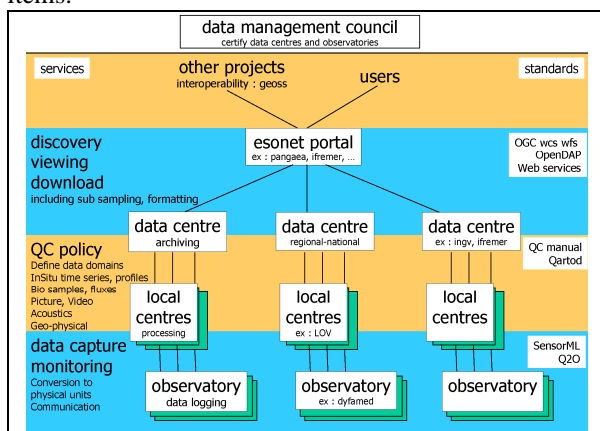 items:
data management council
certify data centres and observatories
services
other projects
interoperability : geoss
users
standards
discovery
viewing
download
including sub sampling, formatting
esonet portal
ex : pangaea, ifremer, ...
OGC wcs wfs
OpenDAP
Web services
data centre
archiving
data centre
regional-national
data centre
ex : ingv, ifremer
QC policy
Define data domains
InSitu time series, profiles
Bio samples, fluxes
Picture, Video
Acoustics
Geo-physical
QC manual
Qartod
local
centres
processing
local
centres
ex : LOV
local
centres
data capture
monitoring
Conversion to
physical units
Communication
SensorML
Q2O
observatory
data logging
observatory
ex : dyfamed
observatory